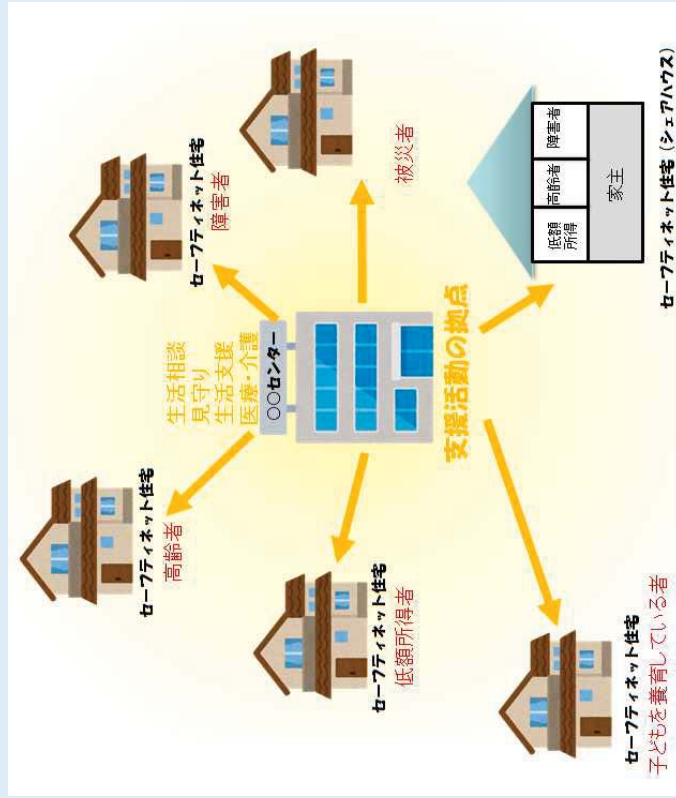 セーフティネット住宅
高齢者
生活相談
見守り
生活支援
医療・介護
〇〇センター
セーフティネット住宅
障害者
セーフティネット住宅
低額所得者
支援活動の拠点
被災者
セーフティネット住宅
子どもを養育している者
低額
所得
高齢者
障害者
家主
セーフティネット住宅（シェアハウス）